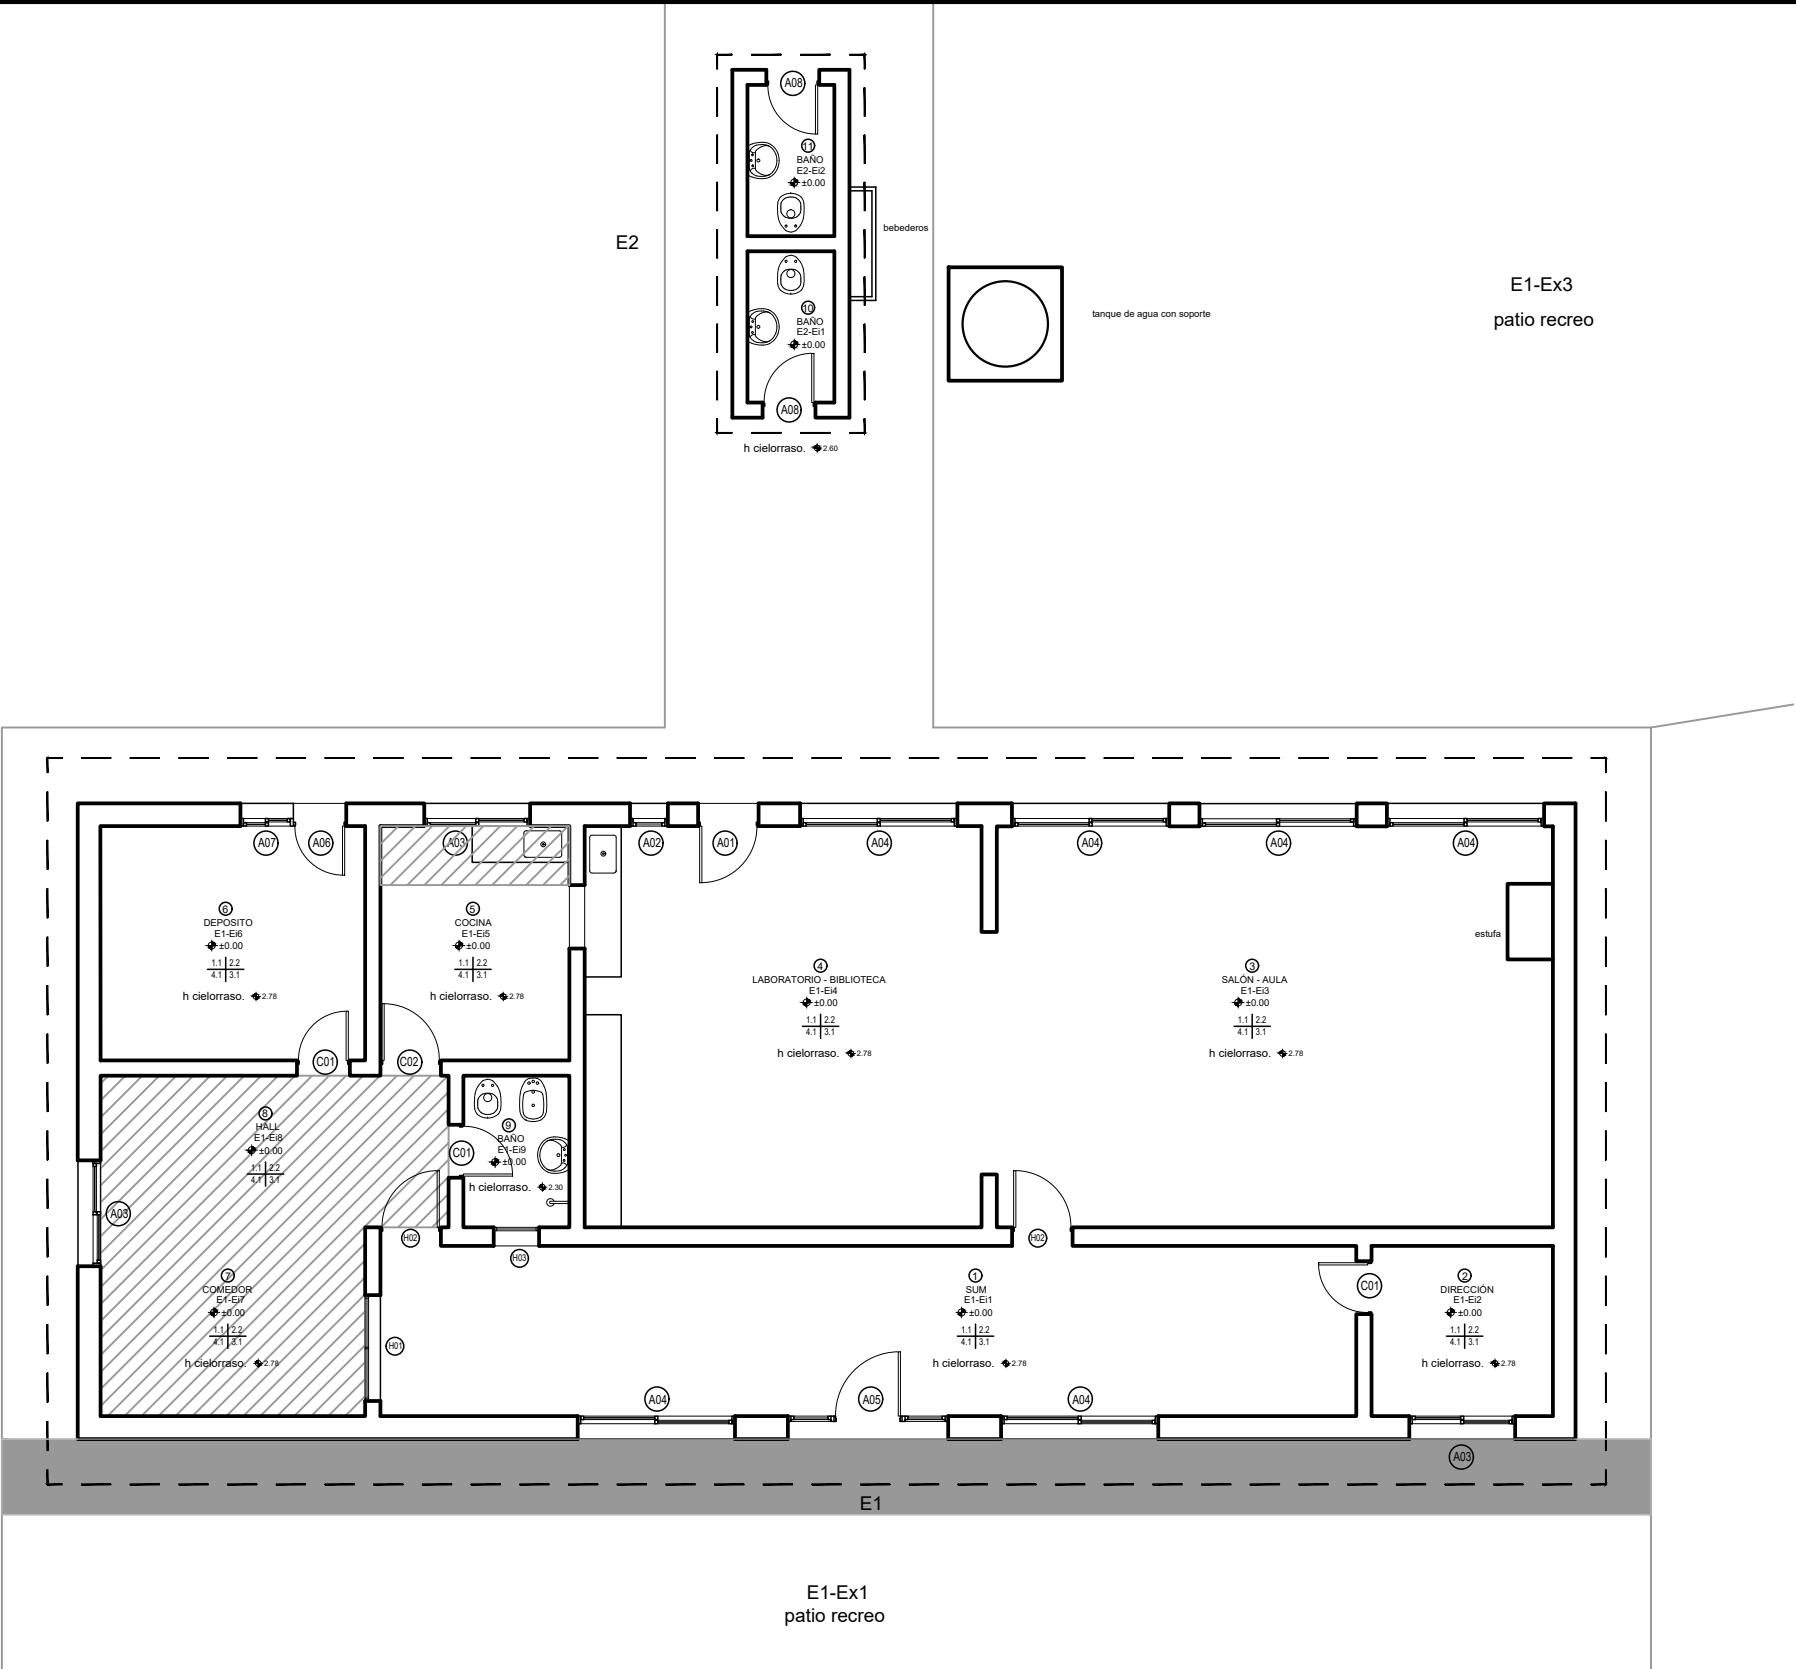 A08
11
BAÑO
E2-Ei2
±0.00
E2
bebederos
10
BAÑO
E2-Ei1
±0.00
A08
h cielorraso. 2.60
tanque de agua con soporte
E1-Ex3
patio recreo
A07
A06
A03
A02
A01
A04
A04
A04
A04
6
DEPOSITO
E1-Ei6
±0.00
1.1 2.2
4.1 3.1
h cielorraso. 2.78
5
COCINA
E1-Ei5
±0.00
1.1 2.2
4.1 3.1
h cielorraso. 2.78
4
LABORATORIO - BIBLIOTECA
E1-Ei4
±0.00
1.1 2.2
4.1 3.1
h cielorraso. 2.78
3
SALÓN - AULA
E1-Ei3
±0.00
1.1 2.2
4.1 3.1
h cielorraso. 2.78
estufa
C01
C02
8
HALL
E1-Ei8
±0.00
1.1 2.2
4.1 3.1
9
BAÑO
E1-Ei9
±0.00
h cielorraso. 2.30
C01
A03
H02
H03
H02
7
COMEDOR
E1-Ei7
±0.00
1.1 2.2
4.1 3.1
h cielorraso. 2.78
H01
1
SUM
E1-Ei1
±0.00
1.1 2.2
4.1 3.1
h cielorraso. 2.78
C01
2
DIRECCIÓN
E1-Ei2
±0.00
1.1 2.2
4.1 3.1
h cielorraso. 2.78
A04
A05
A04
A03
E1
E1-Ex1
patio recreo